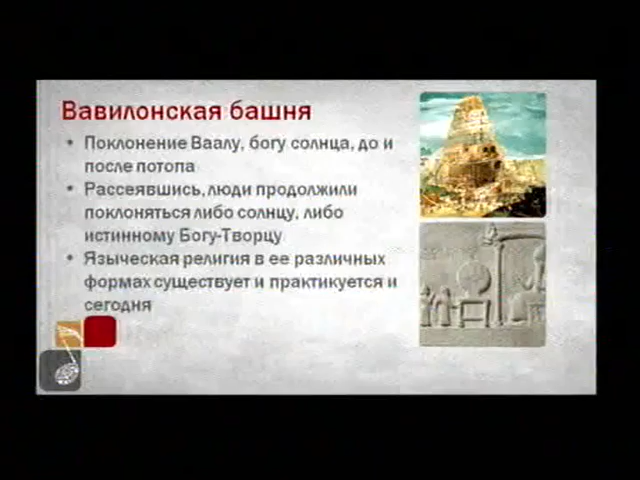 Вавилонская башня
• Поклонение Ваалу, богу солнца, до и
после потопа
• Рассеявшись, люди продолжили
поклоняться либо солнцу, либо
истинному Богу-Творцу
• Языческая религия в ее различных
формах существует и практикуется и
сегодня